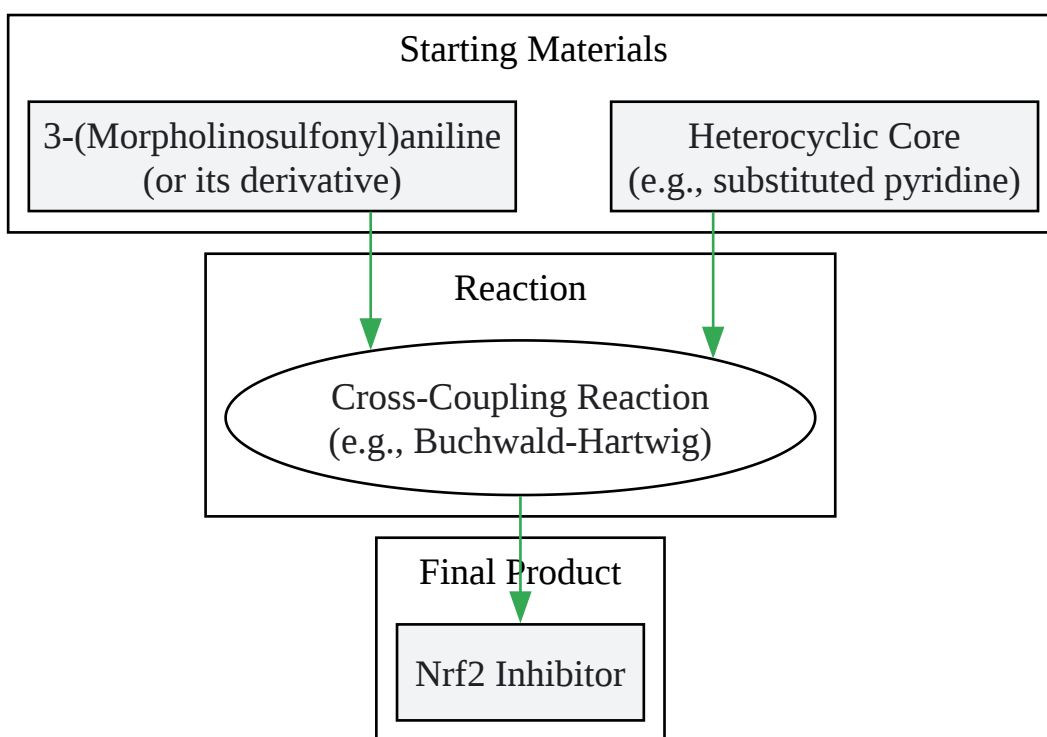 Starting Materials
3-(Morpholinosulfonyl)aniline
(or its derivative)
Heterocyclic Core
(e.g., substituted pyridine)
Reaction
Cross-Coupling Reaction
(e.g., Buchwald-Hartwig)
Final Product
Nrf2 Inhibitor